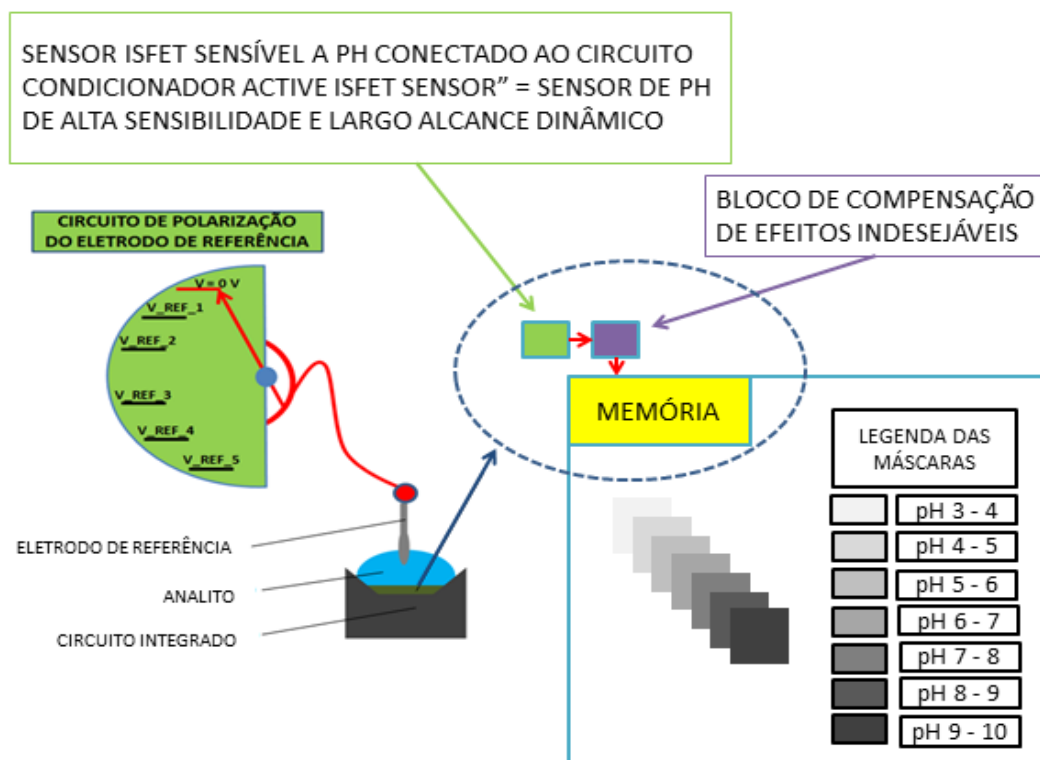 SENSOR ISFET SENSÍVEL A PH CONECTADO AO CIRCUITO
CONDICIONADOR ACTIVE ISFET SENSOR” = SENSOR DE PH
DE ALTA SENSIBILIDADE E LARGO ALCANCE DINÂMICO
BLOCO DE COMPENSAÇÃO
DE EFEITOS INDESEJÁVEIS
CIRCUITO DE POLARIZAÇÃO
DO ELETRODO DE REFERÊNCIA
V = 0 V
V_REF_1
V_REF_2
V_REF_3
V_REF_4
V_REF_5
MEMÓRIA
ELETRODO DE REFERÊNCIA
ANALITO
CIRCUITO INTEGRADO
LEGENDA DAS
MÁSCARAS
pH 3 - 4
pH 4 - 5
pH 5 - 6
pH 6 - 7
pH 7 - 8
pH 8 - 9
pH 9 - 10